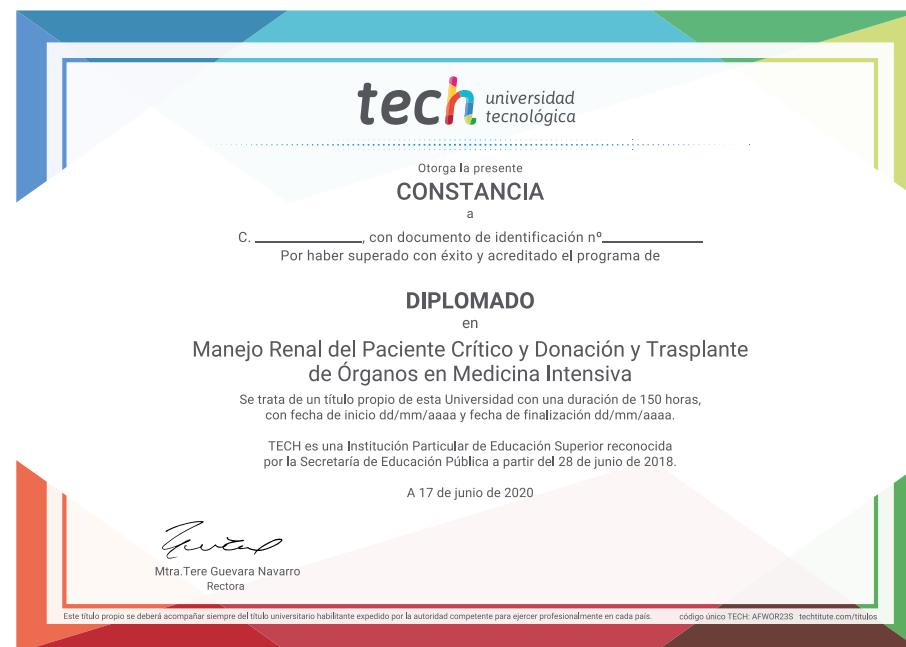 tech universidad
tecnológica
Otorga la presente
CONSTANCIA
a
C. ____________, con documento de identificación nº____________
Por haber superado con éxito y acreditado el programa de
DIPLOMADO
en
Manejo Renal del Paciente Crítico y Donación y Trasplante
de Órganos en Medicina Intensiva
Se trata de un título propio de esta Universidad con una duración de 150 horas,
con fecha de inicio dd/mm/aaaa y fecha de finalización dd/mm/aaaa.
TECH es una Institución Particular de Educación Superior reconocida
por la Secretaría de Educación Pública a partir del 28 de junio de 2018.
A 17 de junio de 2020
Mtra.Tere Guevara Navarro
Rectora
Este título propio se deberá acompañar siempre del título universitario habilitante expedido por la autoridad competente para ejercer profesionalmente en cada país. código único TECH: AFWOR23S techtitute.com/titulos